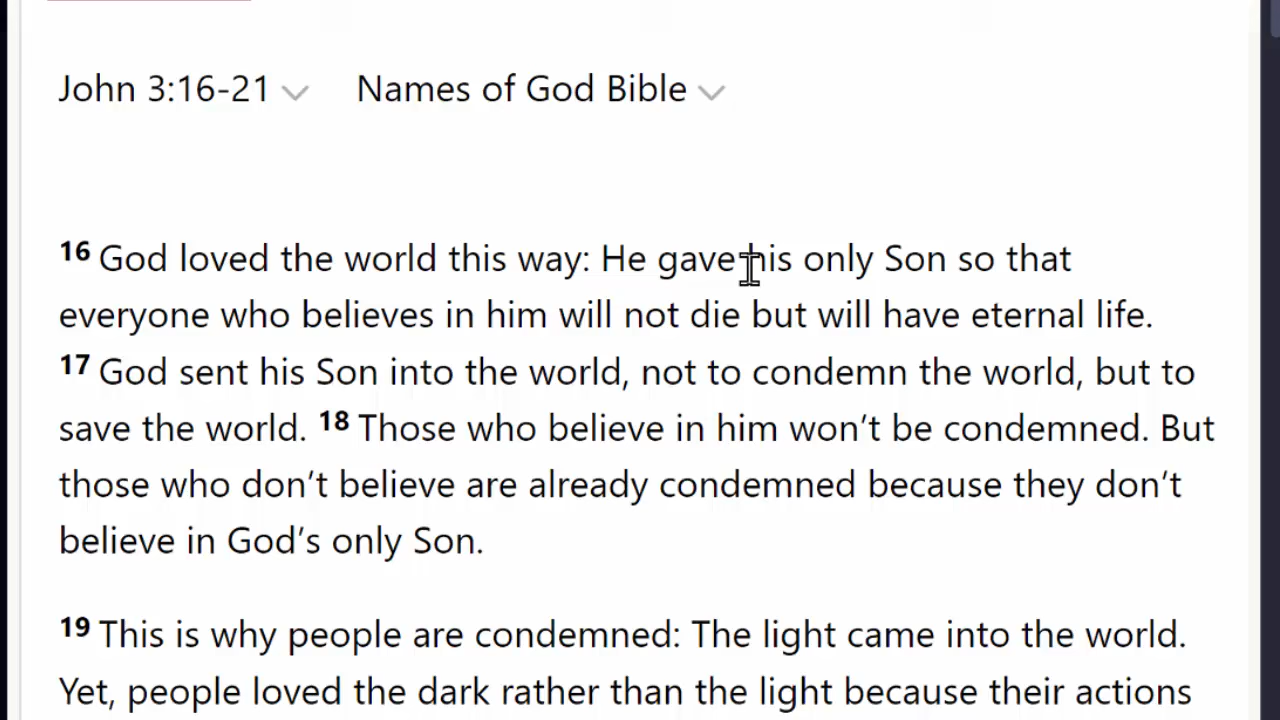 John 3:16-21 Names of God Bible
16 God loved the world this way: He gave his only Son so that
everyone who believes in him will not die but will have eternal life.
17 God sent his Son into the world, not to condemn the world, but to
save the world. 18 Those who believe in him won’t be condemned. But
those who don’t believe are already condemned because they don’t
believe in God’s only Son.
19 This is why people are condemned: The light came into the world.
Yet, people loved the dark rather than the light because their actions